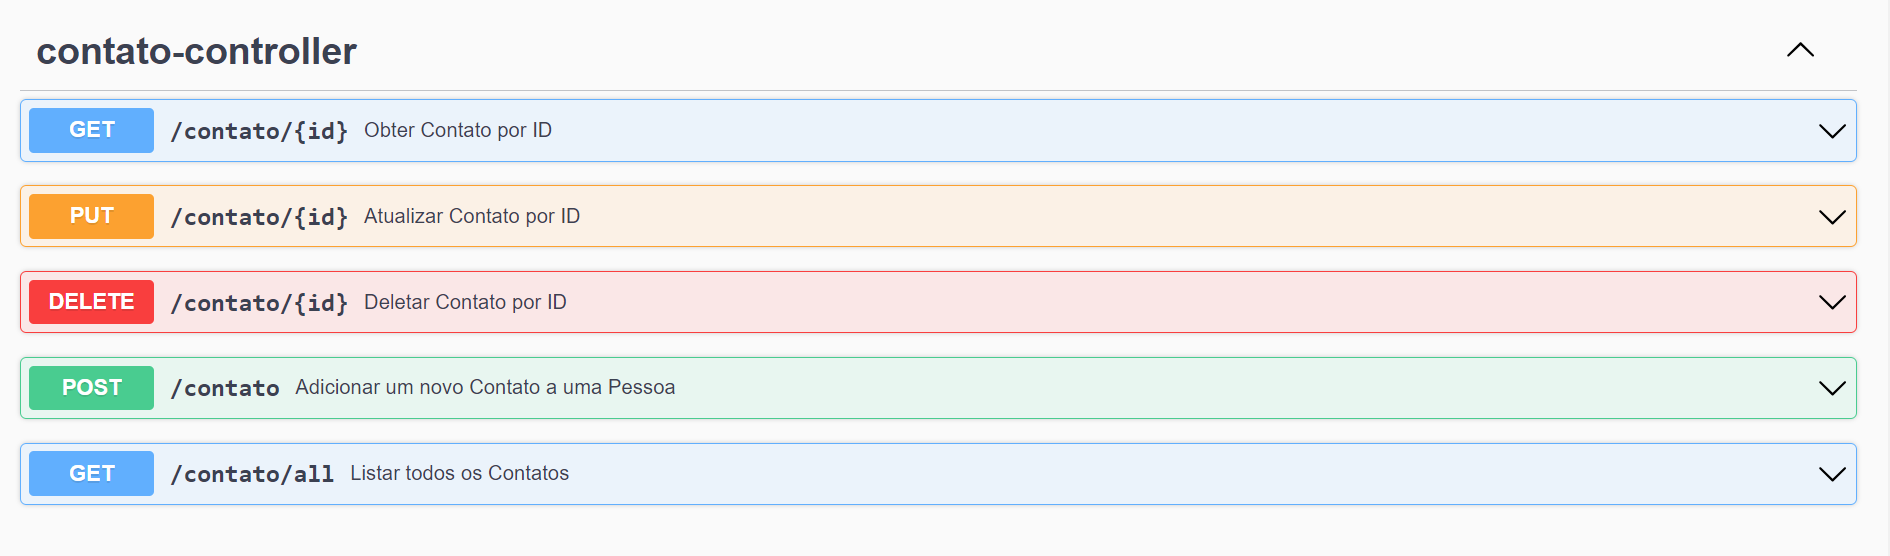 contato-controller
GET /contato/{id} Obter Contato por ID
PUT /contato/{id} Atualizar Contato por ID
DELETE /contato/{id} Deletar Contato por ID
POST /contato Adicionar um novo Contato a uma Pessoa
GET /contato/all Listar todos os Contatos